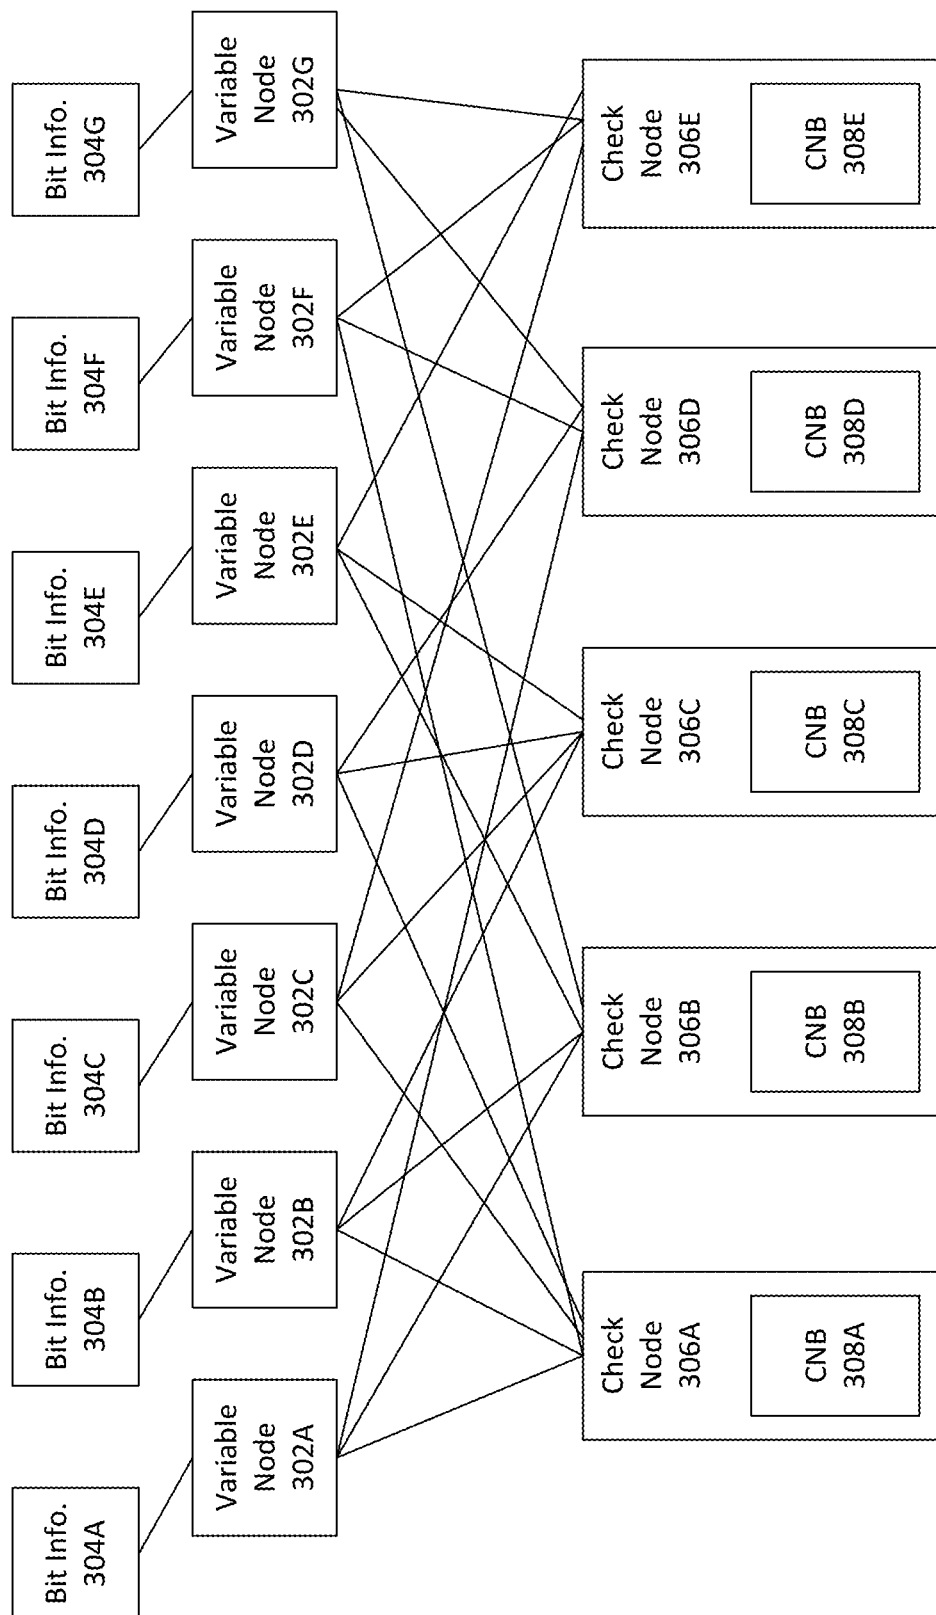 Bit Info.
304A
Bit Info.
304B
Bit Info.
304C
Bit Info.
304D
Bit Info.
304E
Bit Info.
304F
Bit Info.
304G
Variable
Node
302A
Variable
Node
302B
Variable
Node
302C
Variable
Node
302D
Variable
Node
302E
Variable
Node
302F
Variable
Node
302G
Check
Node
306A
CNB
308A
Check
Node
306B
CNB
308B
Check
Node
306C
CNB
308C
Check
Node
306D
CNB
308D
Check
Node
306E
CNB
308E